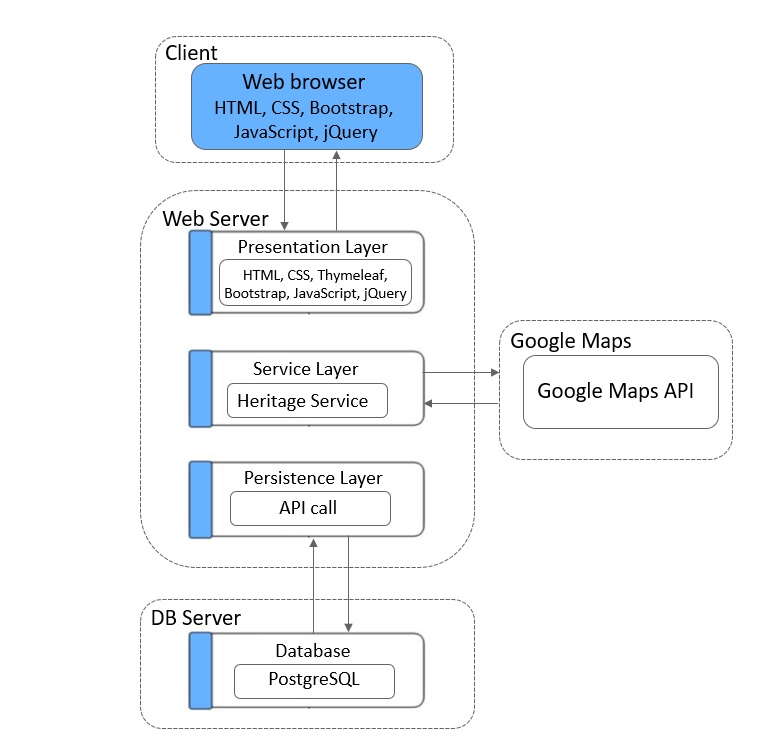 Client
Web browser
HTML, CSS, Bootstrap,
JavaScript, jQuery
Web Server
Presentation Layer
HTML, CSS, Thymeleaf,
Bootstrap, JavaScript, jQuery
Service Layer
Heritage Service
Google Maps
Google Maps API
Persistence Layer
API call
DB Server
Database
PostgreSQL